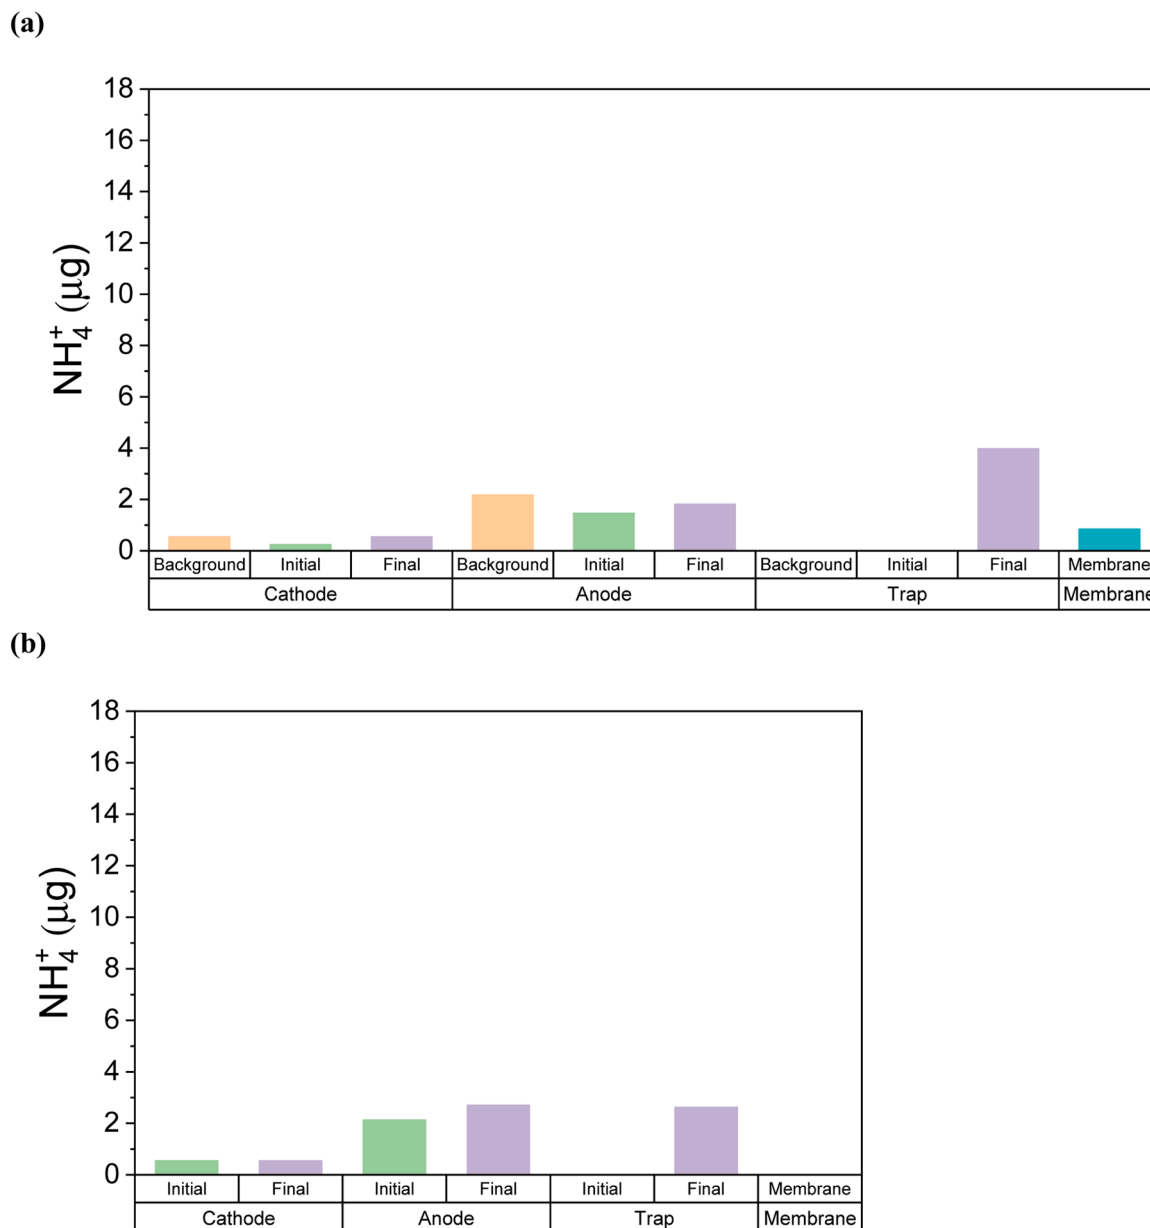 (a)
18
16
14
12
10
8
6
4
2
0
NH₄⁺ (μg)
Background Initial Final Background Initial Final Background Initial Final Membrane
Cathode Anode Trap Membrane
(b)
18
16
14
12
10
8
6
4
2
0
NH₄⁺ (μg)
Initial Final Initial Final Initial Final Membrane
Cathode Anode Trap Membrane